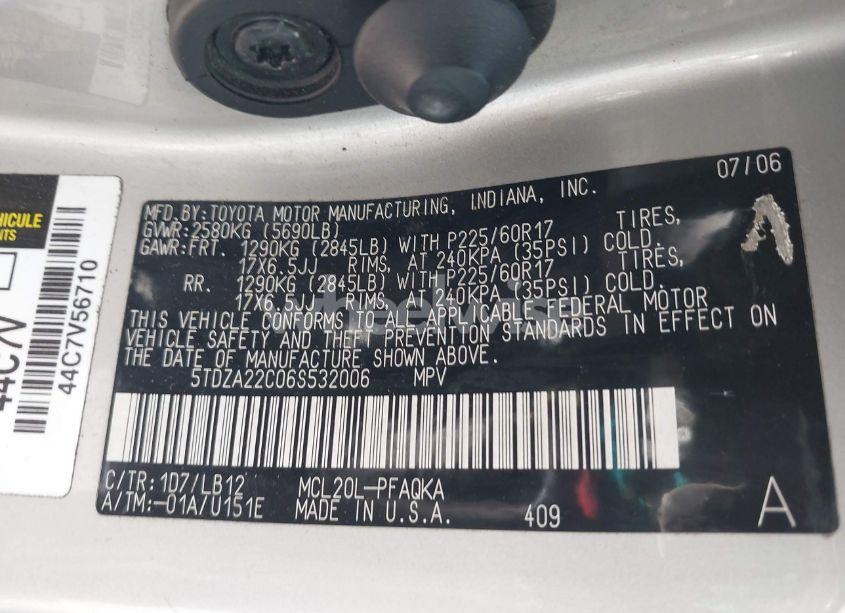 07/06
MFD.BY:TOYOTA MOTOR MANUFACTURING, INDIANA, INC.
GVWR:2580KG (5690LB)
GAWR:FRT. 1290KG (2845LB) WITH P225/60R17 TIRES,
17X6.5JJ RIMS, AT 240KPA (35PSI) COLD.
RR. 1290KG (2845LB) WITH P225/60R17 TIRES,
17X6.5JJ RIMS, AT 240KPA (35PSI) COLD.
THIS VEHICLE CONFORMS TO ALL APPLICABLE FEDERAL MOTOR
VEHICLE SAFETY AND THEFT PREVENTION STANDARDS IN EFFECT ON
THE DATE OF MANUFACTURE SHOWN ABOVE.
5TDZA22C06S532006 MPV
C/TR:1D7/LB12 MCL20L-PFAQKA
A/TM:-01A/U151E MADE IN U.S.A. 409
A
A
44C7V
44C7V56710